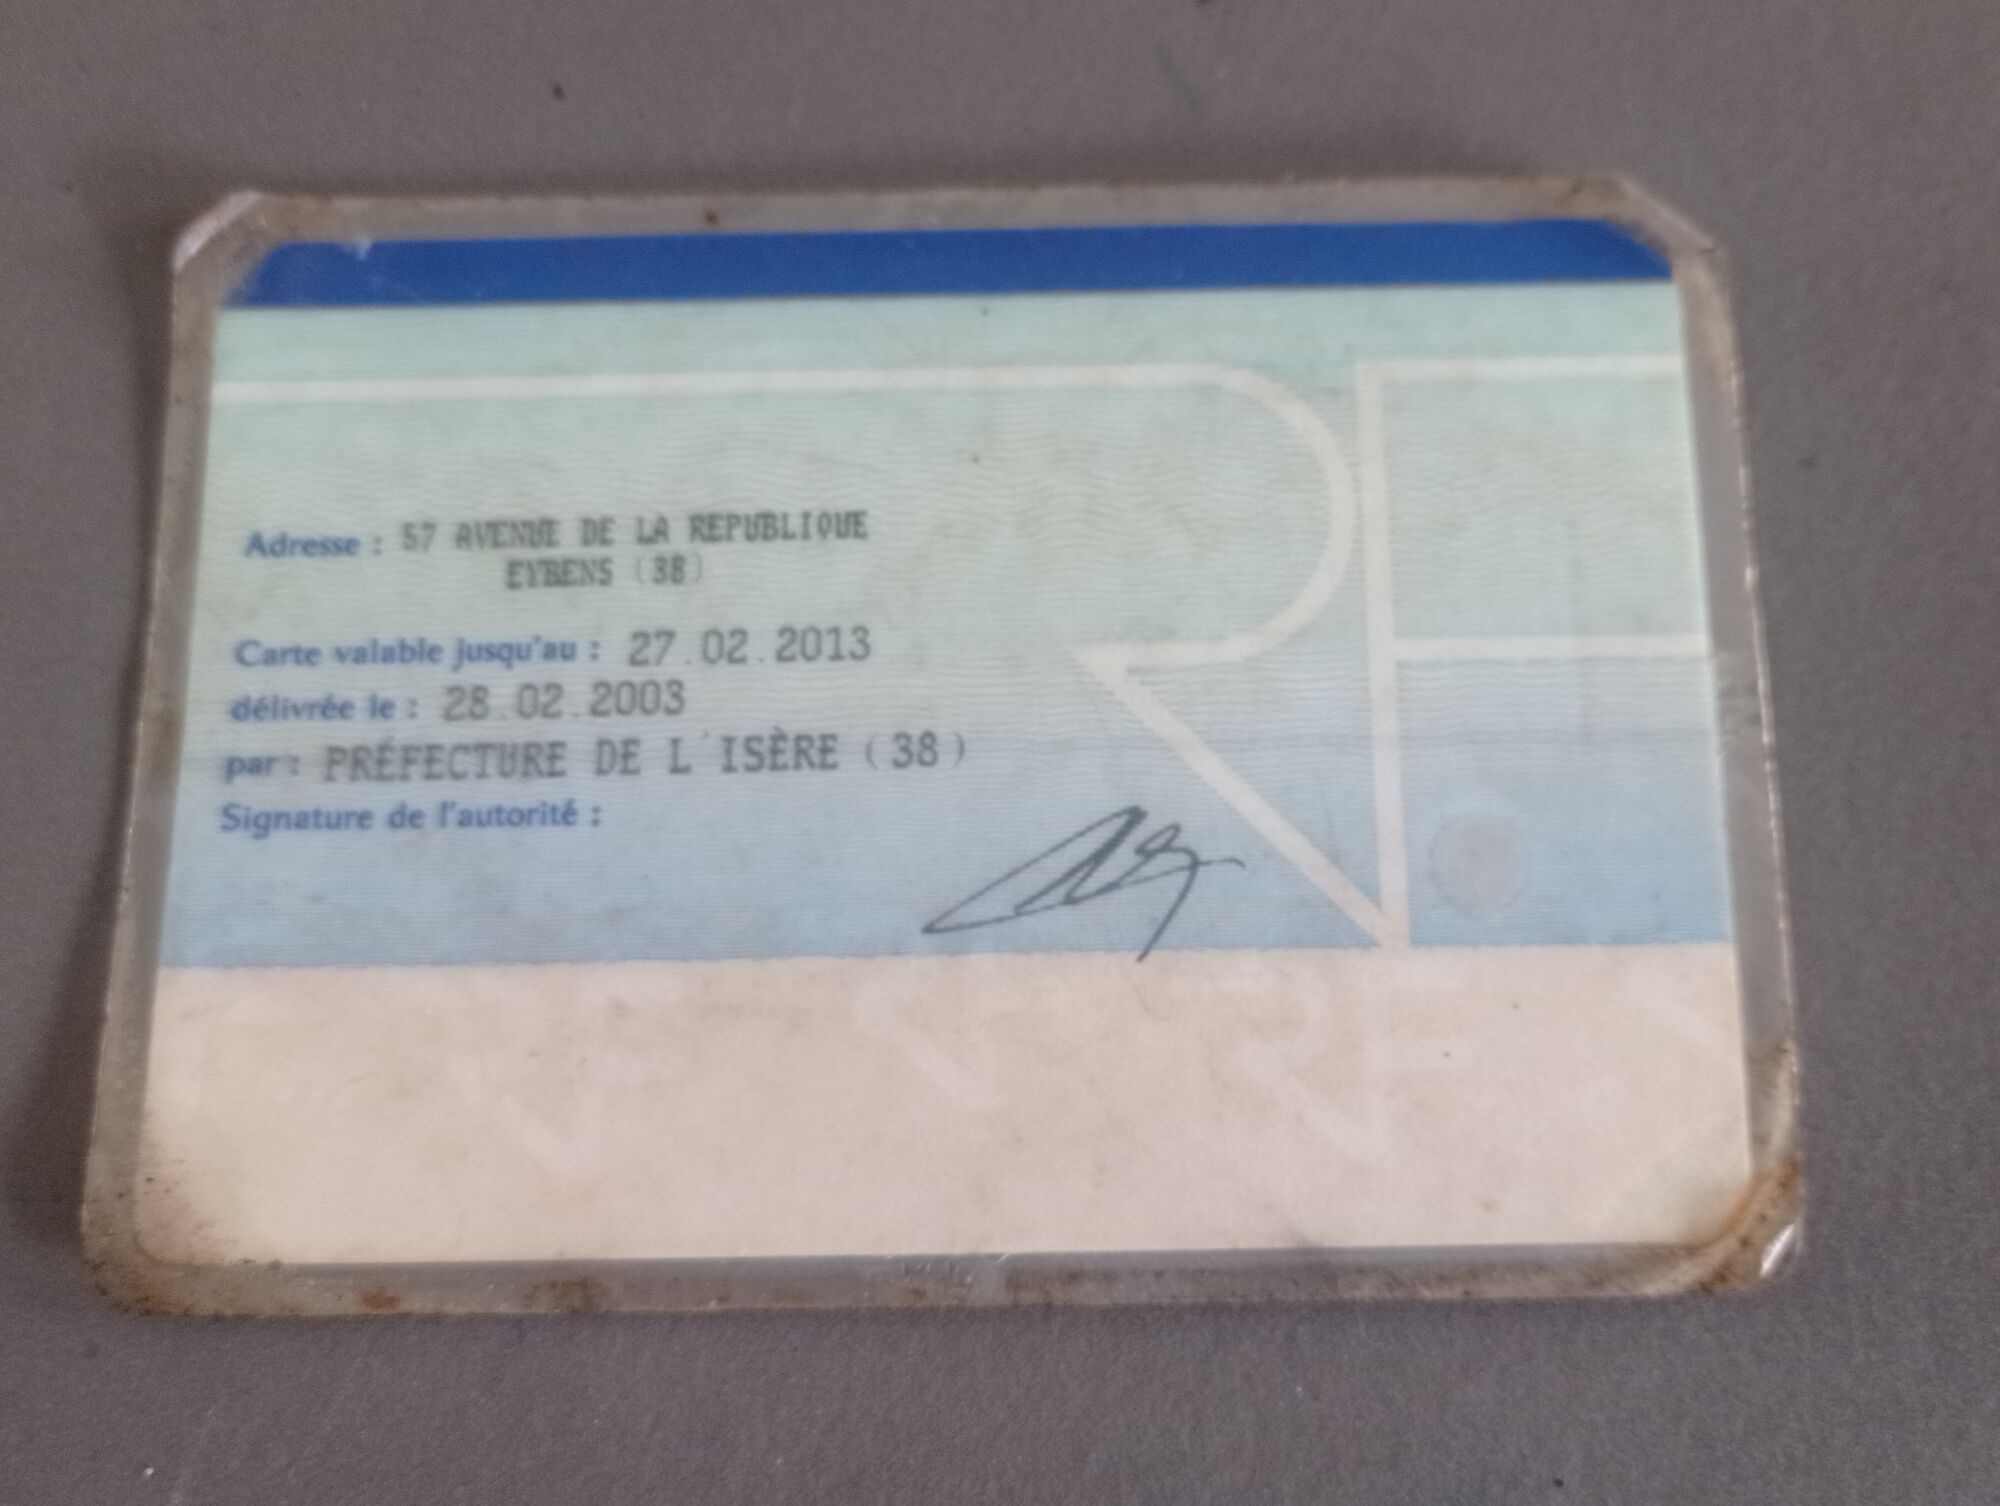 Adresse : 57 AVENUE DE LA REPUBLIQUE
EYBENS (38)
Carte valable jusqu'au : 27.02.2013
délivrée le : 28.02.2003
par : PRÉFECTURE DE L'ISÈRE (38)
Signature de l'autorité :
RF